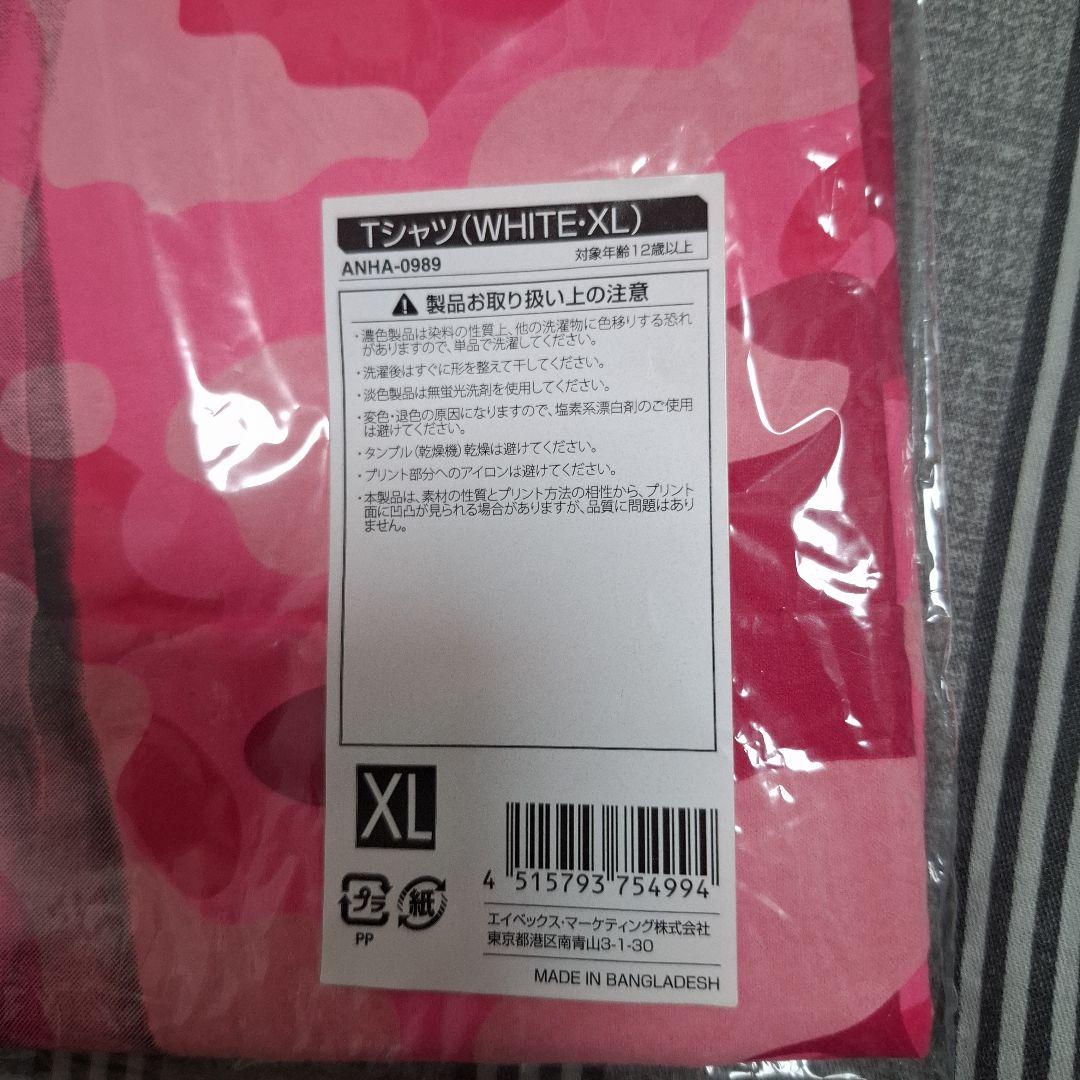 Tシャツ(WHITE・XL)
ANHA-0989
対象年齢12歳以上
製品お取り扱い上の注意
・濃色製品は染料の性質上、他の洗濯物に色移りする恐れ
がありますので、単品で洗濯してください。
・洗濯後はすぐに形を整えて干してください。
・淡色製品は無蛍光洗剤を使用してください。
・変色・退色の原因になりますので、塩素系漂白剤のご使用
は避けてください。
・タンブル(乾燥機)乾燥は避けてください。
・プリント部分へのアイロンは避けてください。
・本製品は、素材の性質とプリント方法の相性から、プリント
面に凹凸が見られる場合がありますが、品質に問題はあり
ません。
XL
4 515793 754994
プラ
紙
PP
エイベックス・マーケティング株式会社
東京都港区南青山3-1-30
MADE IN BANGLADESH